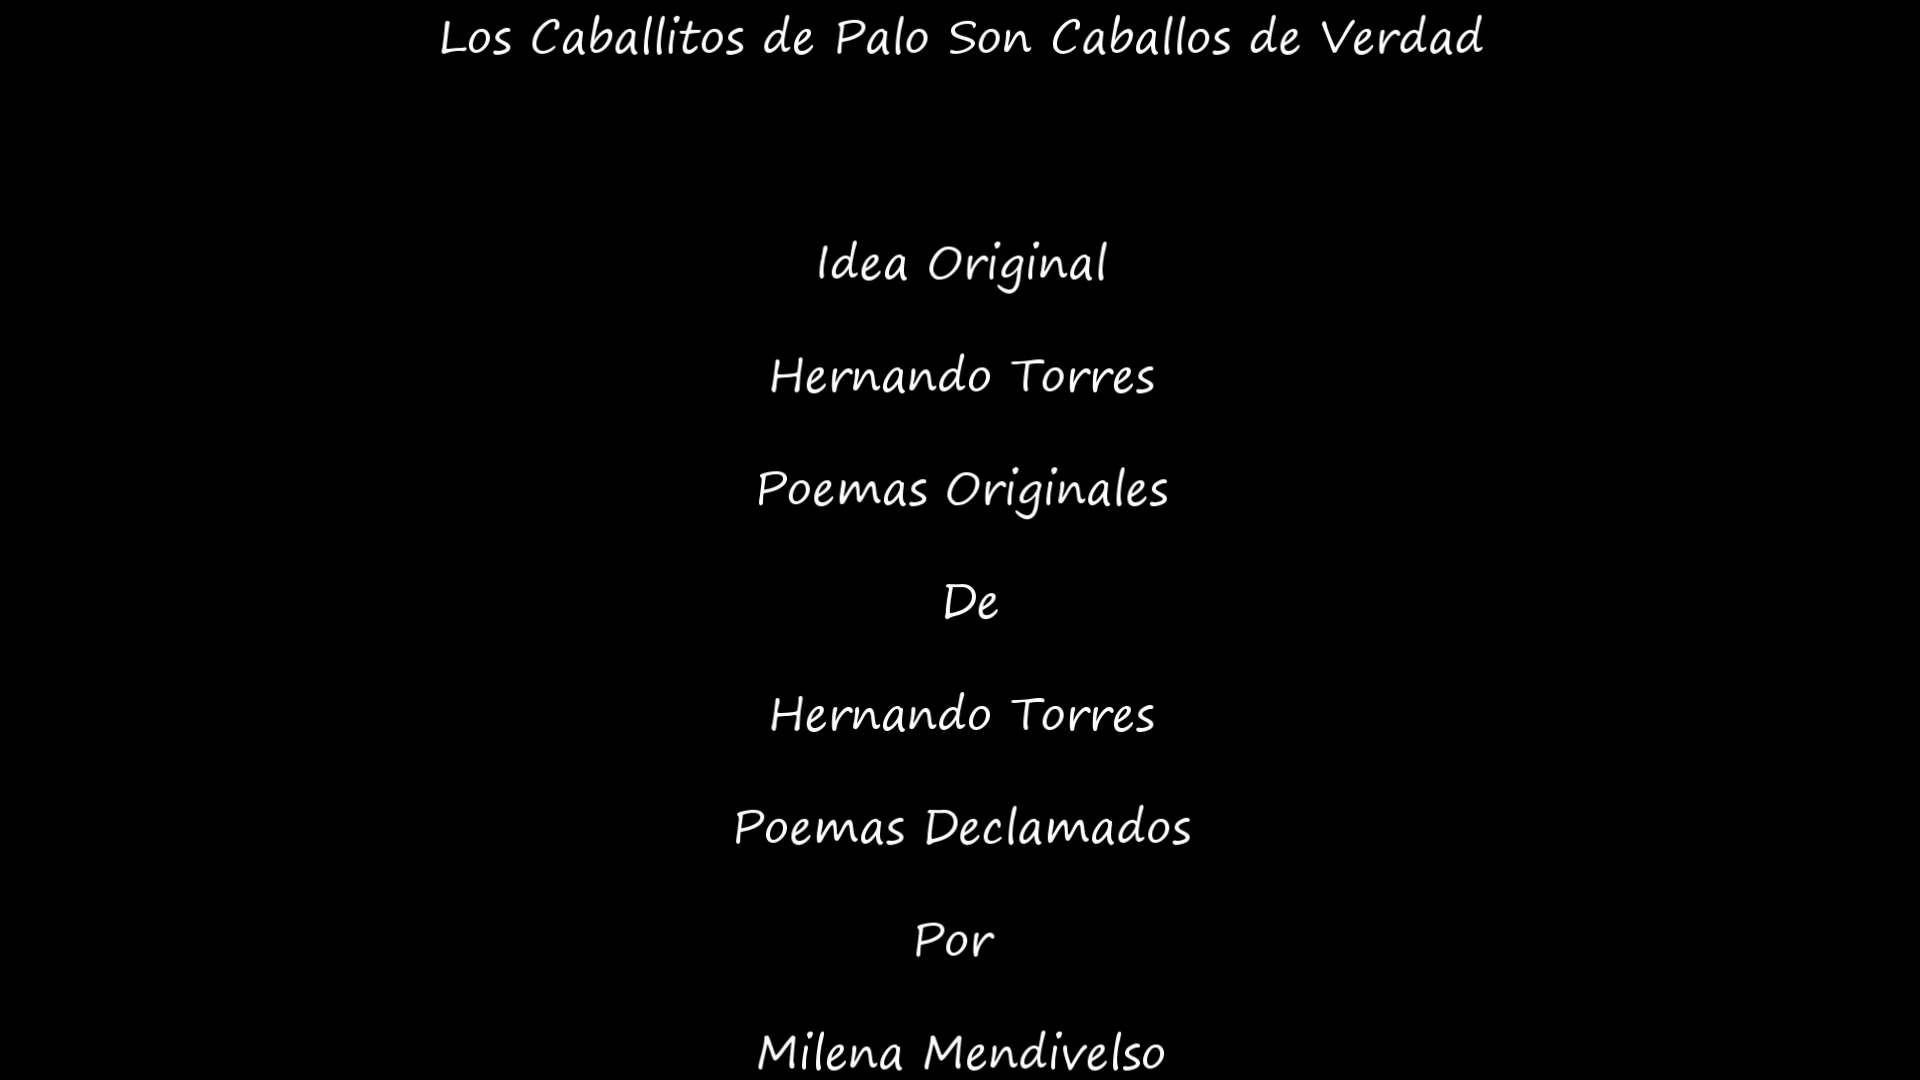 Los Caballitos de Palo Son Caballos de Verdad
Idea Original
Hernando Torres
Poemas Originales
De
Hernando Torres
Poemas Declamados
Por
Milena Mendivelso